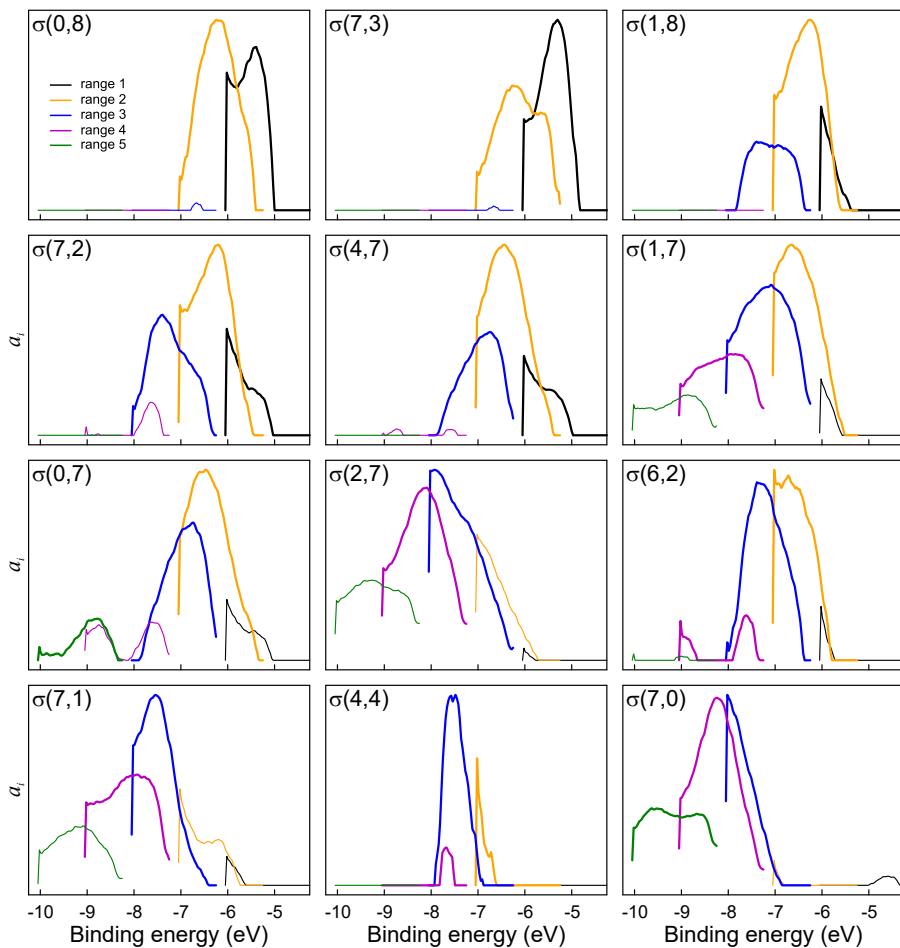 σ(0,8)
σ(7,3)
σ(1,8)
range 1
range 2
range 3
range 4
range 5
σ(7,2)
σ(4,7)
σ(1,7)
aᵢ
σ(0,7)
σ(2,7)
σ(6,2)
aᵢ
σ(7,1)
σ(4,4)
σ(7,0)
aᵢ
-10 -9 -8 -7 -6 -5
-10 -9 -8 -7 -6 -5
-10 -9 -8 -7 -6 -5
Binding energy (eV)
Binding energy (eV)
Binding energy (eV)